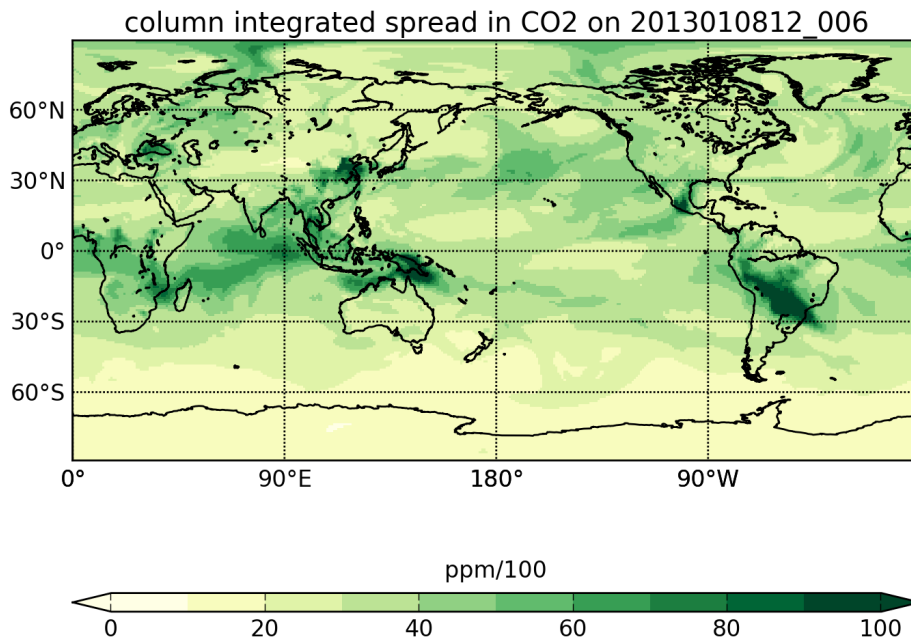 column integrated spread in CO2 on 2013010812_006
60°N
30°N
0°
30°S
60°S
0° 90°E 180° 90°W
ppm/100
0 20 40 60 80 100